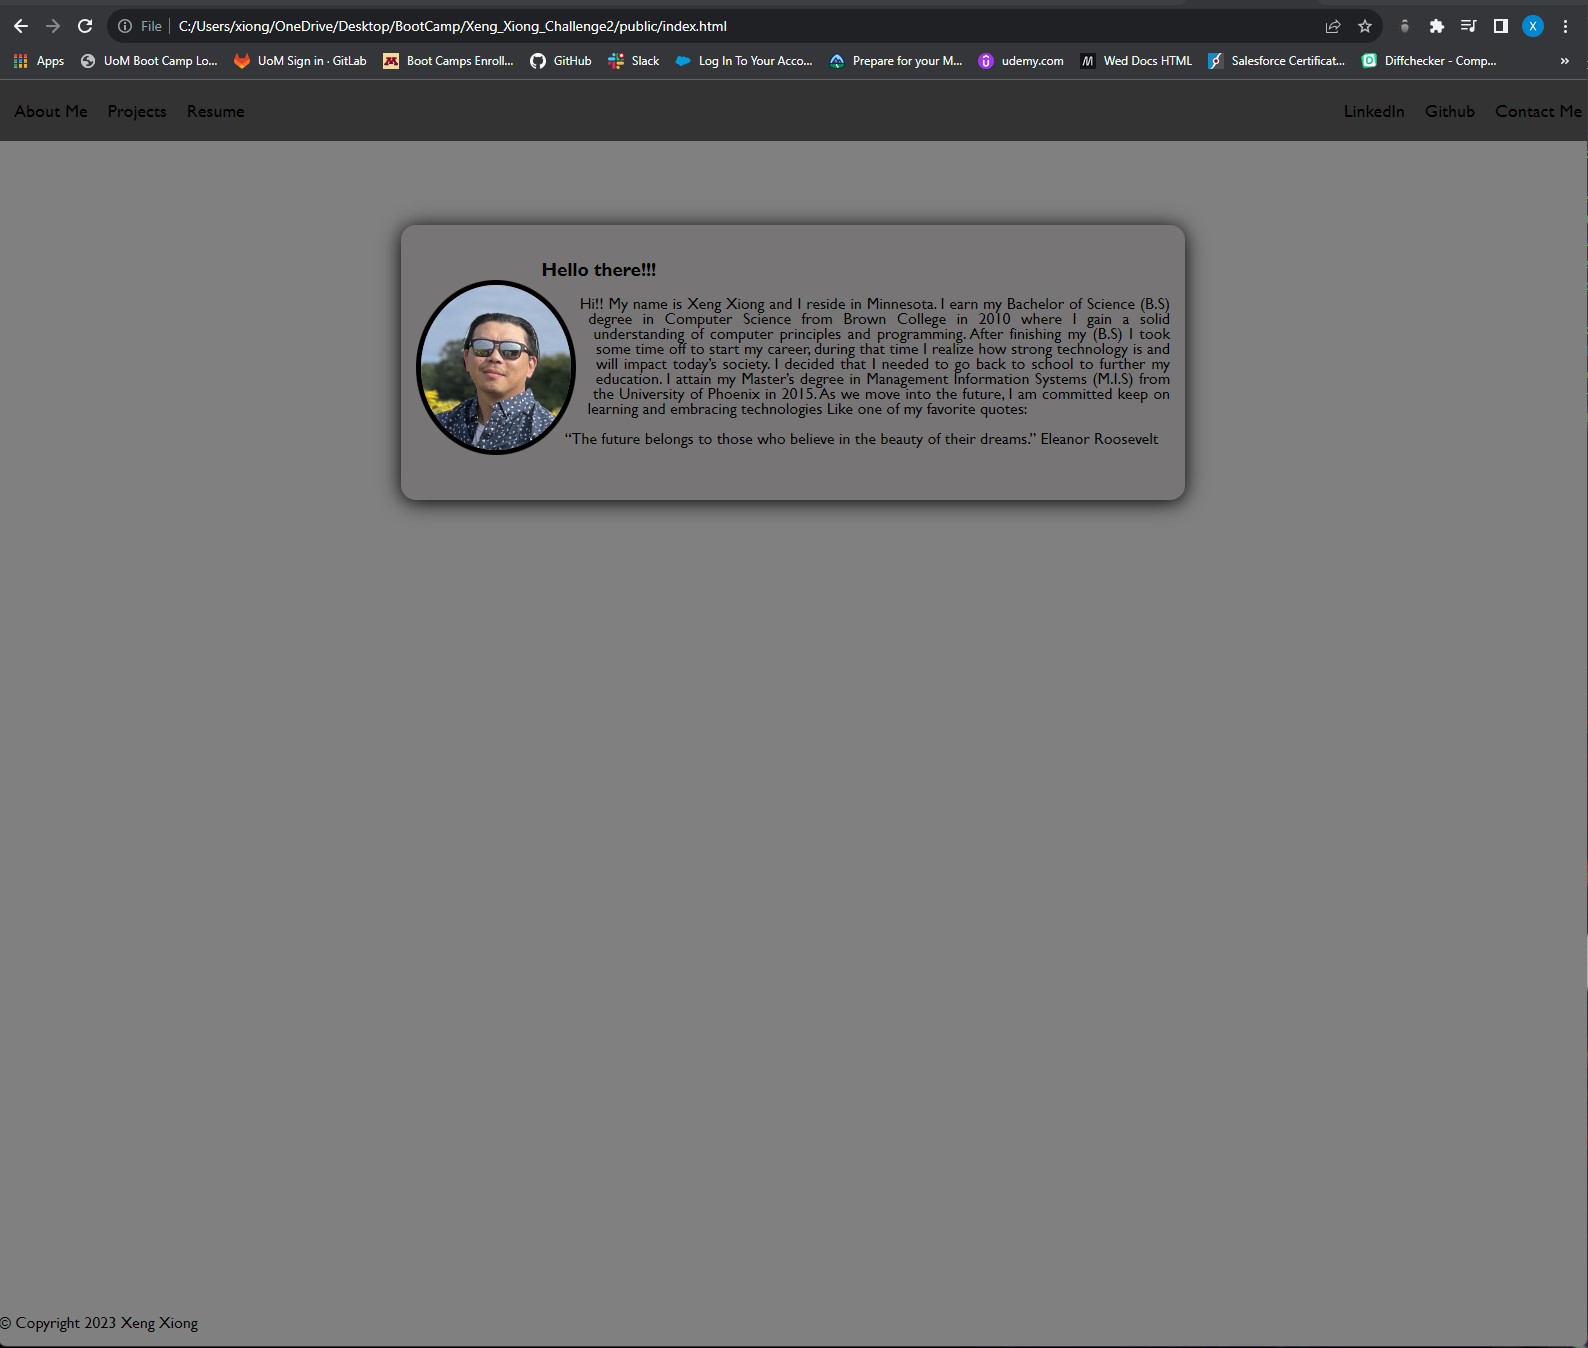 File C:/Users/xiong/OneDrive/Desktop/BootCamp/Xeng_Xiong_Challenge2/public/index.html X
Apps UoM Boot Camp Lo... UoM Sign in · GitLab Boot Camps Enroll... GitHub Slack Log In To Your Acco... Prepare for your M... udemy.com Wed Docs HTML Salesforce Certificat... Diffchecker - Comp... »
About Me Projects Resume LinkedIn Github Contact Me
Hello there!!!
Hi!! My name is Xeng Xiong and I reside in Minnesota. I earn my Bachelor of Science (B.S)
degree in Computer Science from Brown College in 2010 where I gain a solid
understanding of computer principles and programming. After finishing my (B.S) I took
some time off to start my career, during that time I realize how strong technology is and
will impact today’s society. I decided that I needed to go back to school to further my
education. I attain my Master’s degree in Management Information Systems (M.I.S) from
the University of Phoenix in 2015. As we move into the future, I am committed keep on
learning and embracing technologies Like one of my favorite quotes:
“The future belongs to those who believe in the beauty of their dreams.” Eleanor Roosevelt
© Copyright 2023 Xeng Xiong